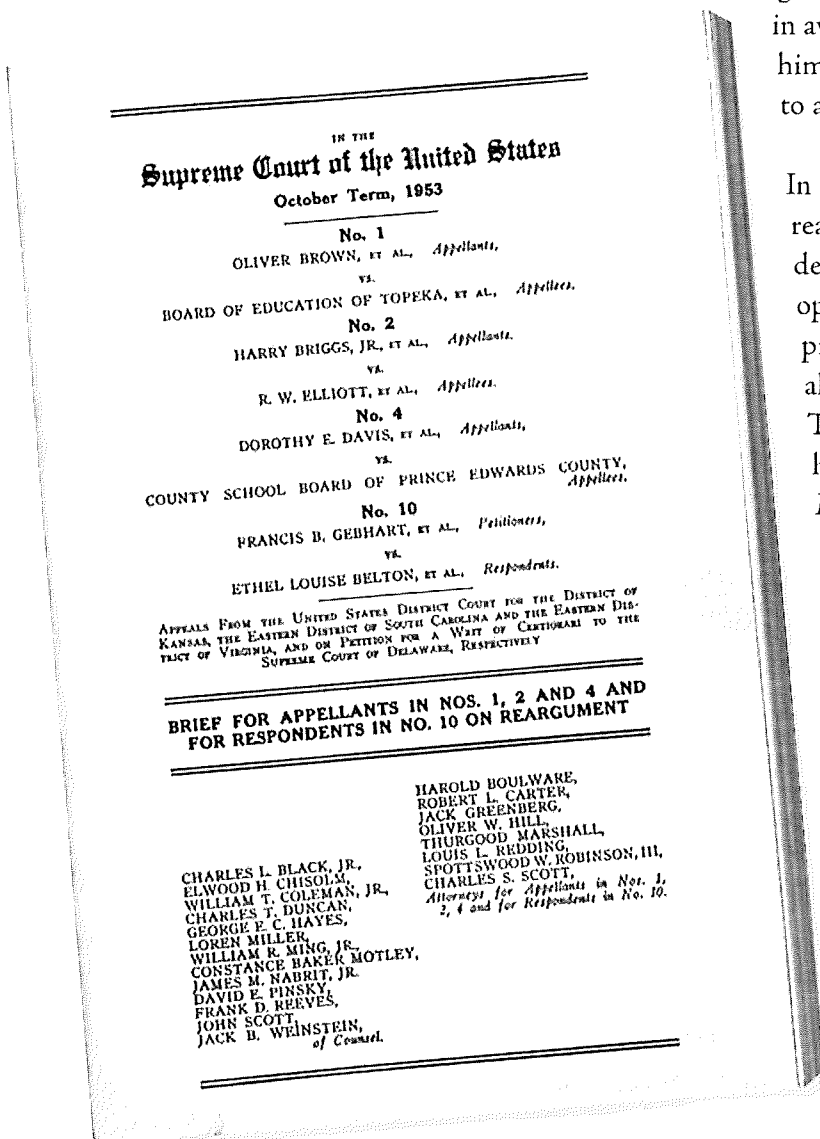 IN THE
Supreme Court of the United States
October Term, 1953
No. 1
OLIVER BROWN, ET AL., Appellants,
vs.
BOARD OF EDUCATION OF TOPEKA, ET AL., Appellees.
No. 2
HARRY BRIGGS, JR., ET AL., Appellants,
vs.
R. W. ELLIOTT, ET AL., Appellees.
No. 4
DOROTHY E. DAVIS, ET AL., Appellants,
vs.
COUNTY SCHOOL BOARD OF PRINCE EDWARDS COUNTY,
Appellees.
No. 10
FRANCIS B. GEBHART, ET AL., Petitioners,
vs.
ETHEL LOUISE BELTON, ET AL., Respondents.
APPEALS FROM THE UNITED STATES DISTRICT COURT FOR THE DISTRICT OF
KANSAS, THE EASTERN DISTRICT OF SOUTH CAROLINA AND THE EASTERN DIS-
TRICT OF VIRGINIA, AND ON PETITION FOR A WRIT OF CERTIORARI TO THE
SUPREME COURT OF DELAWARE, RESPECTIVELY
BRIEF FOR APPELLANTS IN NOS. 1, 2 AND 4 AND
FOR RESPONDENTS IN NO. 10 ON REARGUMENT
HAROLD BOULWARE,
ROBERT L. CARTER,
JACK GREENBERG,
OLIVER W. HILL,
THURGOOD MARSHALL,
LOUIS L. REDDING,
SPOTTSWOOD W. ROBINSON, III,
CHARLES S. SCOTT,
Attorneys for Appellants in Nos. 1,
2, 4 and for Respondents in No. 10.
CHARLES L. BLACK, JR.,
ELWOOD H. CHISOLM,
WILLIAM T. COLEMAN, JR.,
CHARLES T. DUNCAN,
GEORGE E. C. HAYES,
LOREN MILLER,
WILLIAM R. MING, JR.,
CONSTANCE BAKER MOTLEY,
JAMES M. NABRIT, JR.
DAVID E. PINSKY,
FRANK D. REEVES,
JOHN SCOTT,
JACK B. WEINSTEIN,
of Counsel.
in
him
to a
In